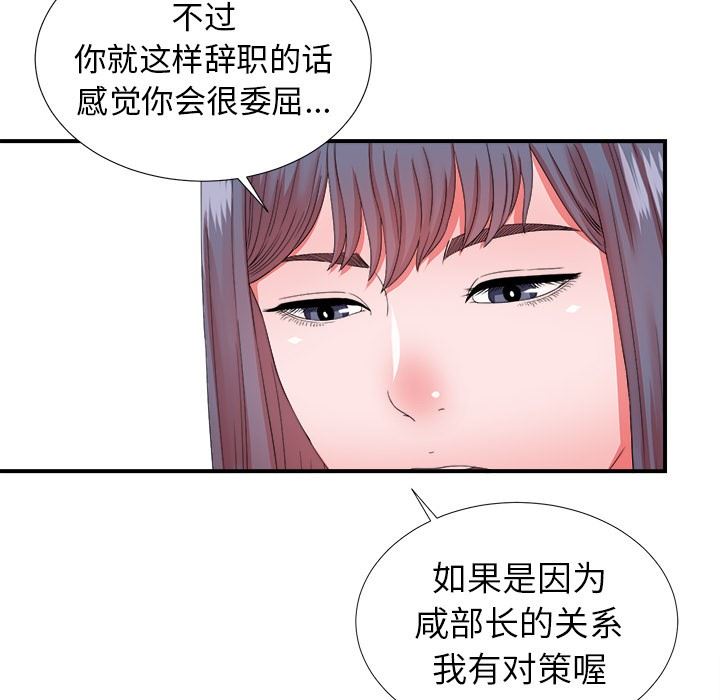 不过
你就这样辞职的话
感觉你会很委屈...
如果是因为
咸部长的关系
我有对策喔